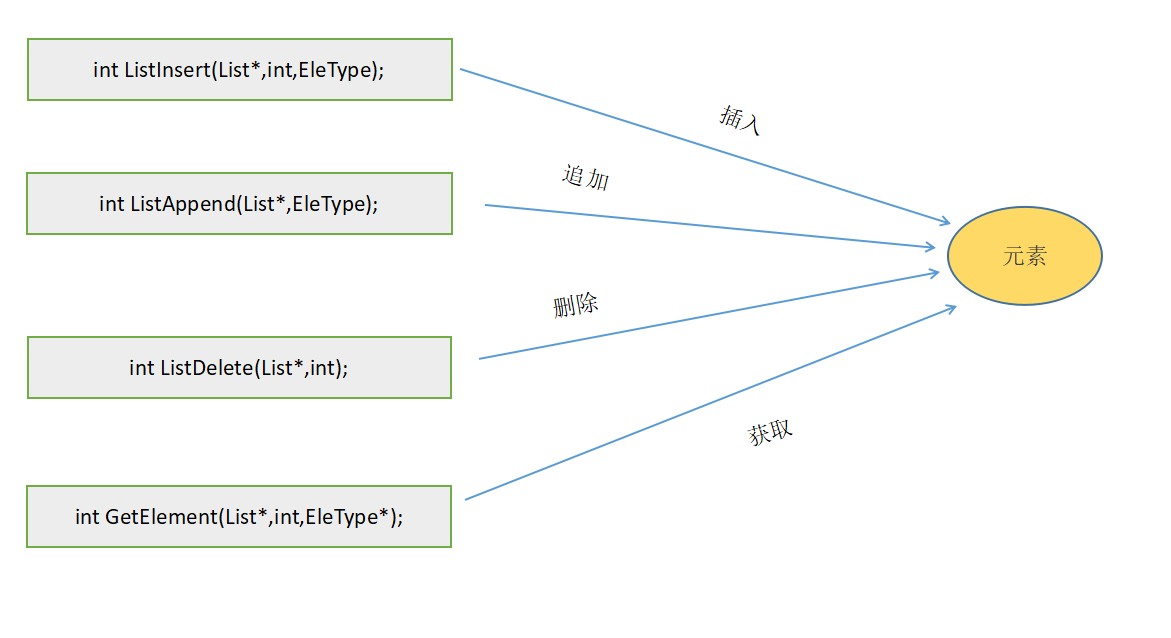 int ListInsert(List*,int,EleType);
插入
追加
int ListAppend(List*,EleType);
元素
删除
int ListDelete(List*,int);
获取
int GetElement(List*,int,EleType*);